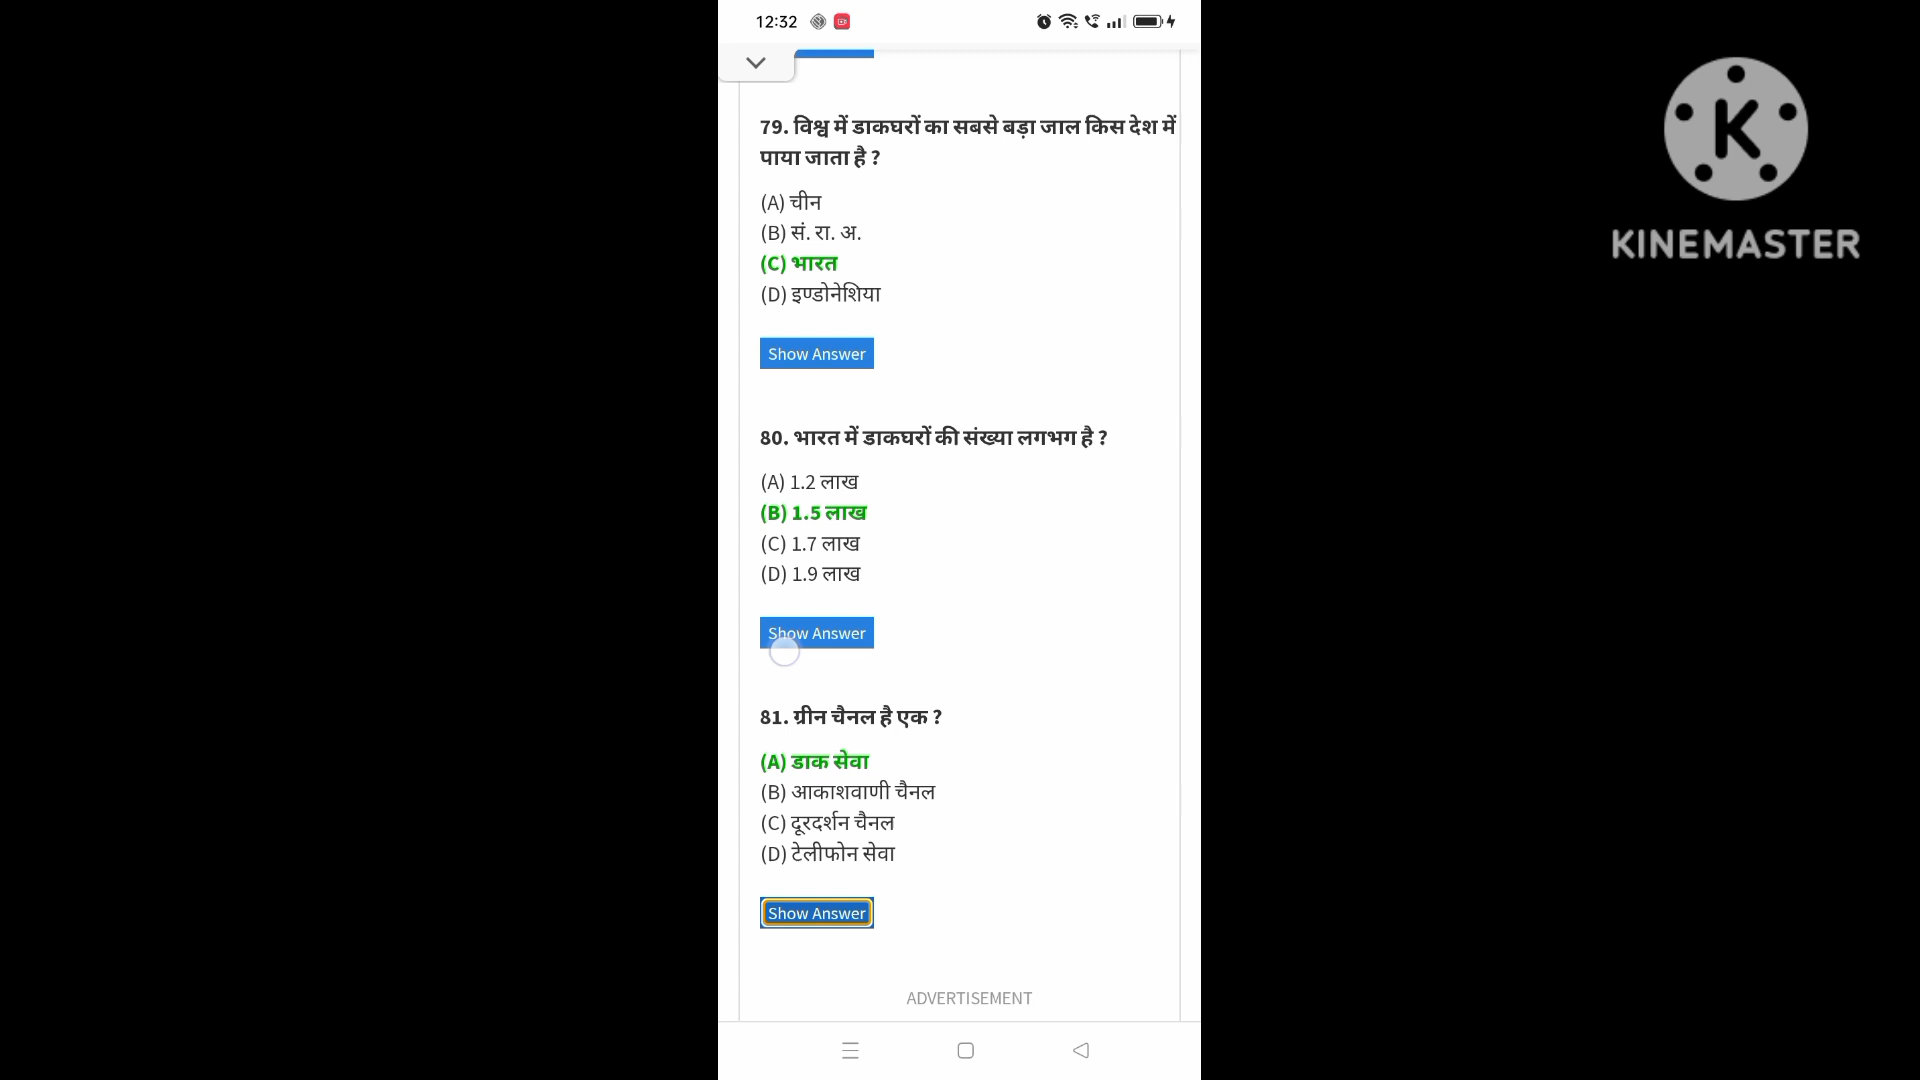 12:32
79. विश्व में डाकघरों का सबसे बड़ा जाल किस देश में
पाया जाता है ?
(A) चीन
(B) सं. रा. अ.
(C) भारत
(D) इण्डोनेशिया
Show Answer
80. भारत में डाकघरों की संख्या लगभग है ?
(A) 1.2 लाख
(B) 1.5 लाख
(C) 1.7 लाख
(D) 1.9 लाख
Show Answer
81. ग्रीन चैनल है एक ?
(A) डाक सेवा
(B) आकाशवाणी चैनल
(C) दूरदर्शन चैनल
(D) टेलीफोन सेवा
Show Answer
ADVERTISEMENT
K
KINEMASTER